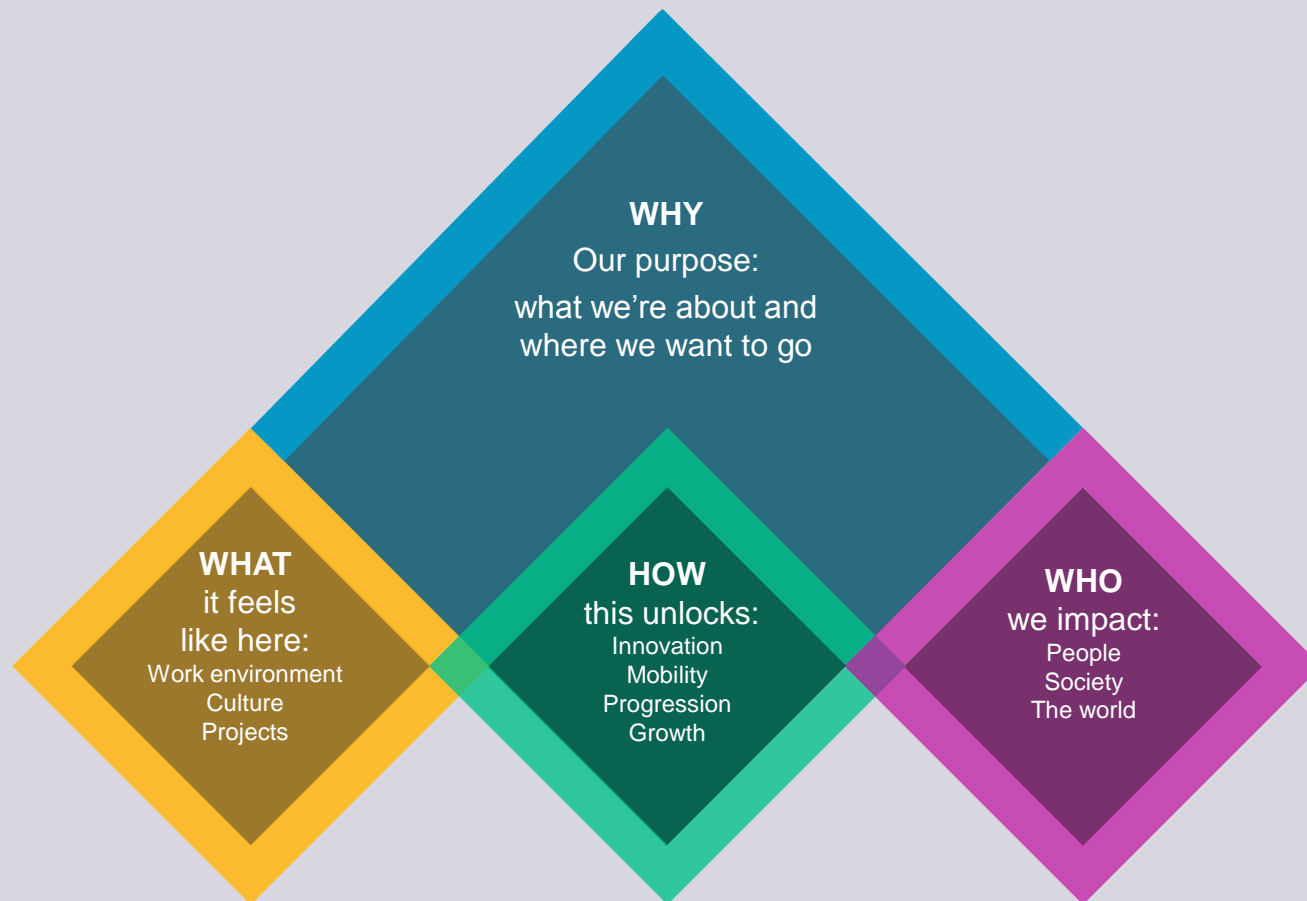 WHY
Our purpose:
what we’re about and
where we want to go
WHAT
it feels
like here:
Work environment
Culture
Projects
HOW
this unlocks:
Innovation
Mobility
Progression
Growth
WHO
we impact:
People
Society
The world